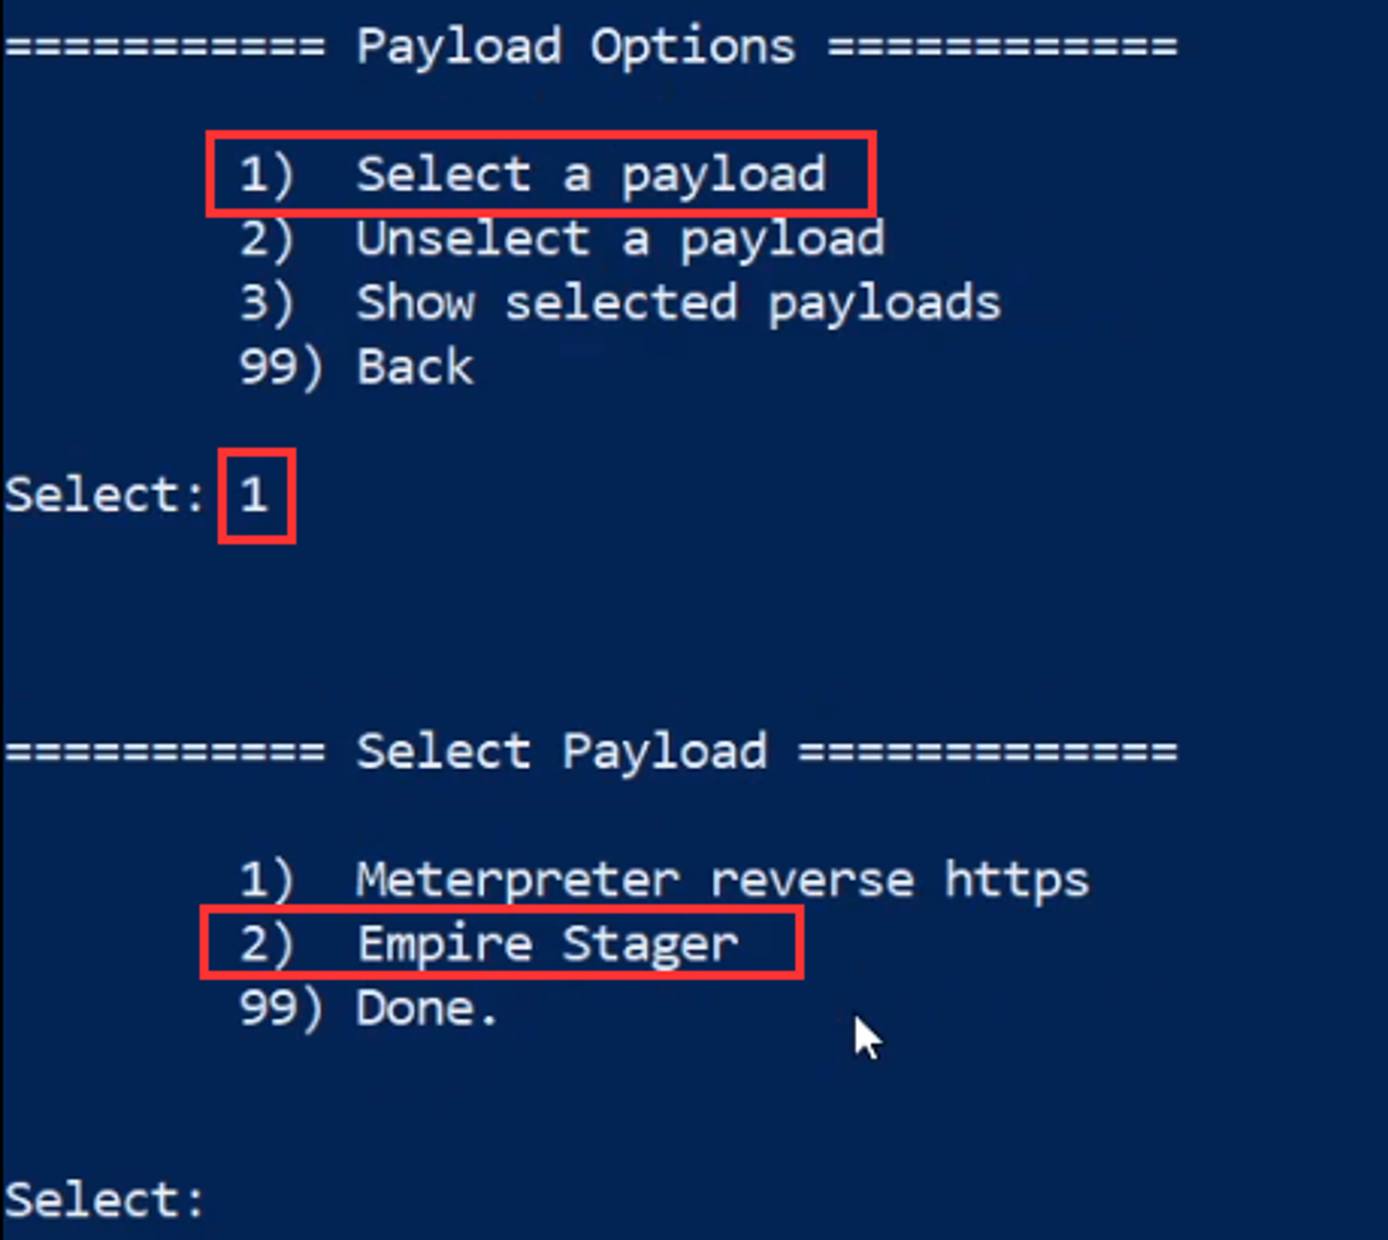 =========== Payload Options ============
1) Select a payload
2) Unselect a payload
3) Show selected payloads
99) Back
Select: 1
=========== Select Payload =============
1) Meterpreter reverse https
2) Empire Stager
99) Done.
Select: